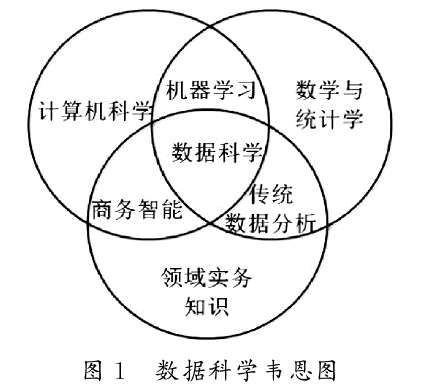 机器学习
计算机科学
数学与
统计学
数据科学
商务智能
传统
数据分析
领域实务
知识
图 1 数据科学韦恩图